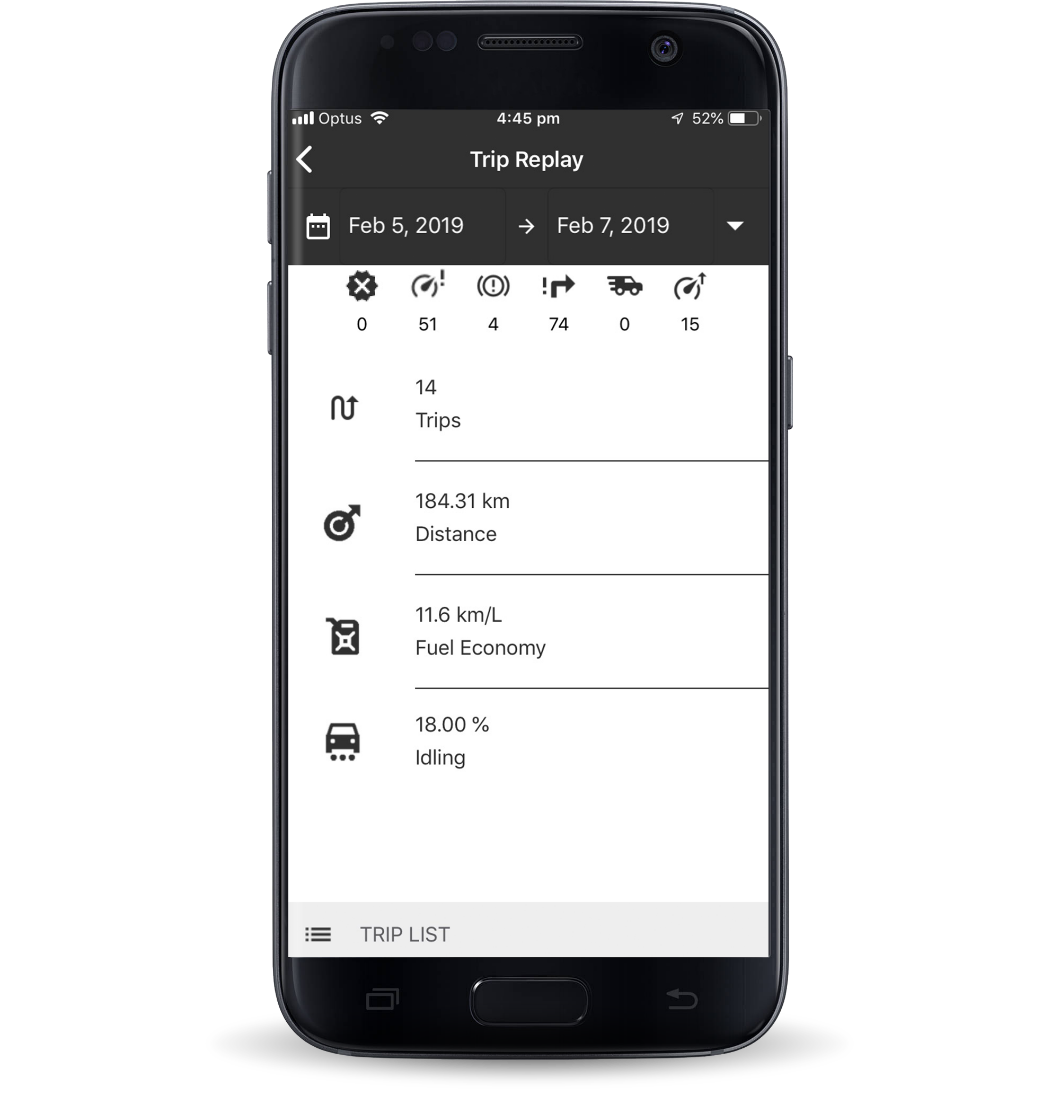 Optus 4:45 pm 52%
Trip Replay
Feb 5, 2019 → Feb 7, 2019
0 51 4 74 0 15
14
Trips
184.31 km
Distance
11.6 km/L
Fuel Economy
18.00 %
Idling
TRIP LIST